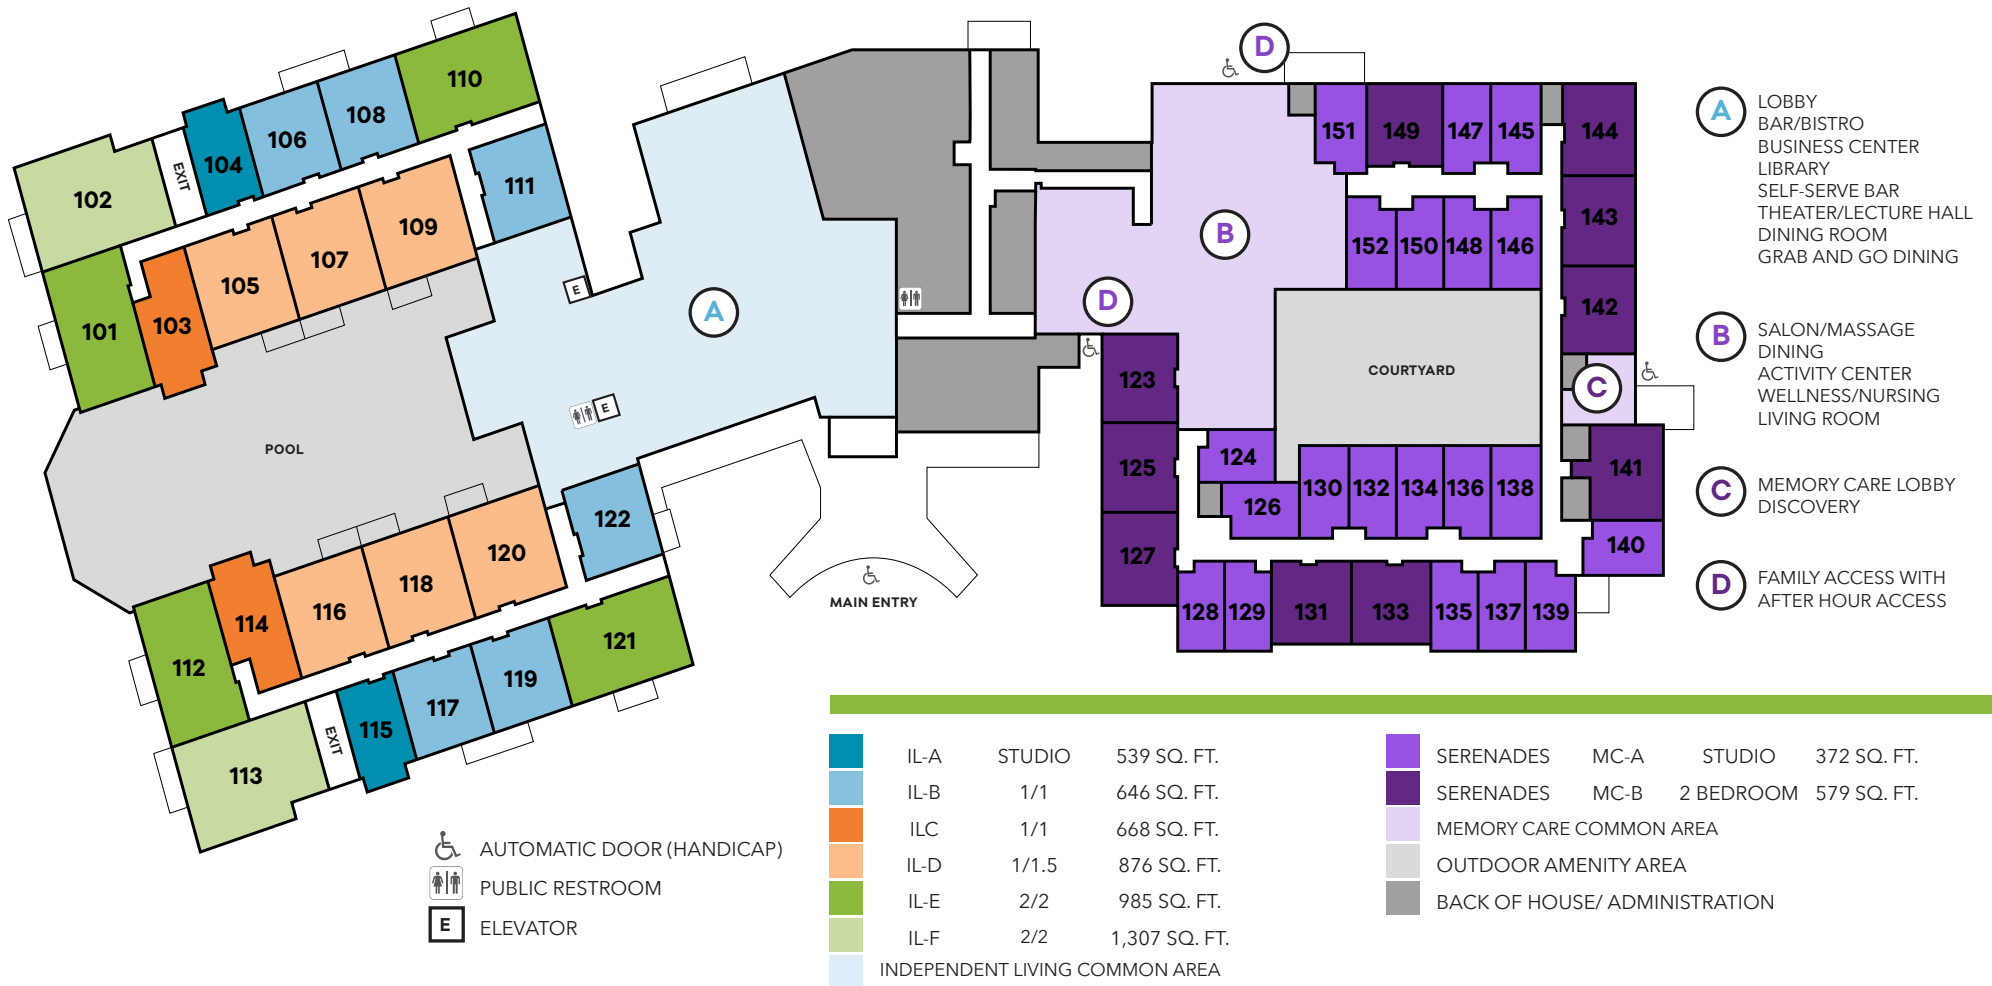 110
108
106
104
EXIT
102
111
109
107
105
103
101
E
A
E
POOL
122
120
118
116
114
112
121
119
117
115
EXIT
113
MAIN ENTRY
D
151
149
147
145
144
143
142
152
150
148
146
B
D
COURTYARD
C
123
125
127
124
126
130
132
134
136
138
141
140
128
129
131
133
135
137
139
A
LOBBY
BAR/BISTRO
BUSINESS CENTER
LIBRARY
SELF-SERVE BAR
THEATER/LECTURE HALL
DINING ROOM
GRAB AND GO DINING
B
SALON/MASSAGE
DINING
ACTIVITY CENTER
WELLNESS/NURSING
LIVING ROOM
C
MEMORY CARE LOBBY
DISCOVERY
D
FAMILY ACCESS WITH
AFTER HOUR ACCESS
AUTOMATIC DOOR (HANDICAP)
PUBLIC RESTROOM
E ELEVATOR
IL-A STUDIO 539 SQ. FT.
IL-B 1/1 646 SQ. FT.
ILC 1/1 668 SQ. FT.
IL-D 1/1.5 876 SQ. FT.
IL-E 2/2 985 SQ. FT.
IL-F 2/2 1,307 SQ. FT.
INDEPENDENT LIVING COMMON AREA
SERENADES MC-A STUDIO 372 SQ. FT.
SERENADES MC-B 2 BEDROOM 579 SQ. FT.
MEMORY CARE COMMON AREA
OUTDOOR AMENITY AREA
BACK OF HOUSE/ ADMINISTRATION